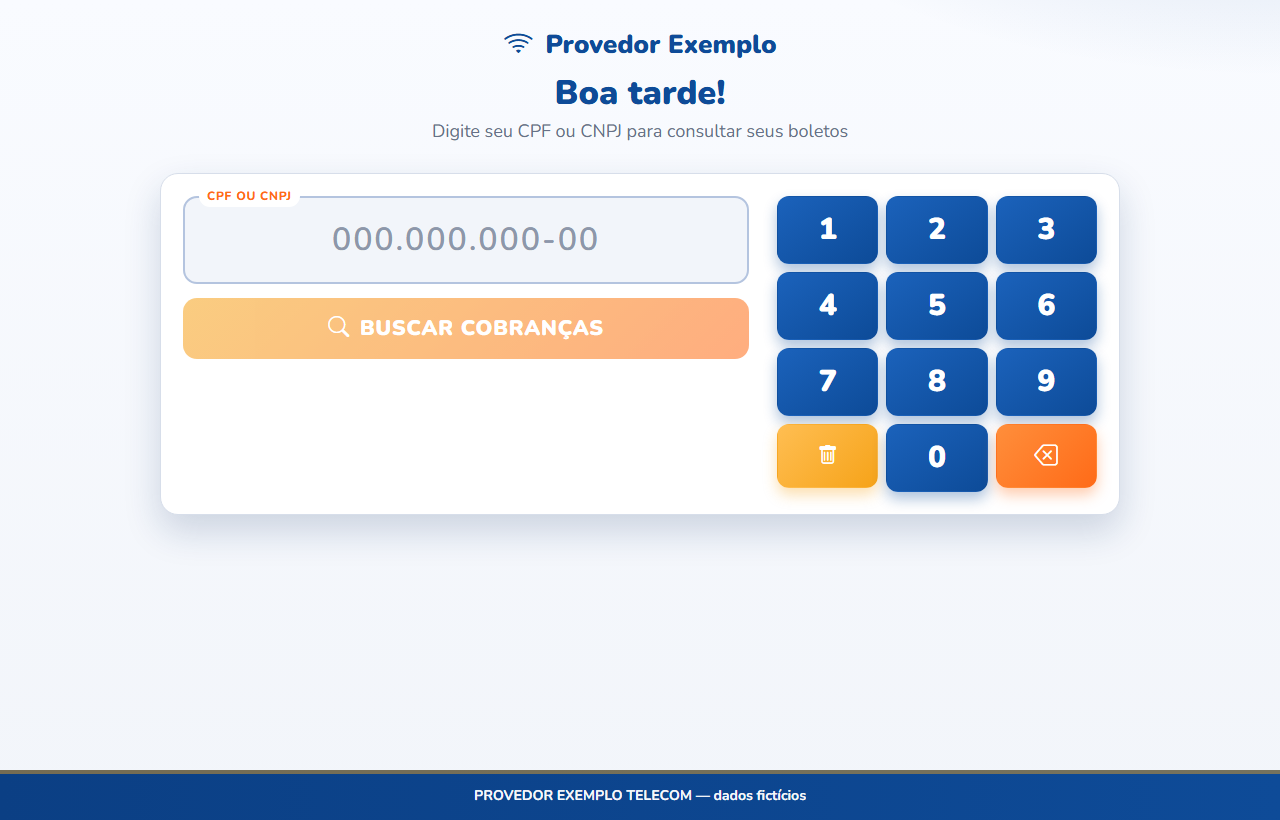 Provedor Exemplo
Boa tarde!
Digite seu CPF ou CNPJ para consultar seus boletos
CPF OU CNPJ
000.000.000-00
BUSCAR COBRANÇAS
1 2 3
4 5 6
7 8 9
0
PROVEDOR EXEMPLO TELECOM — dados fictícios